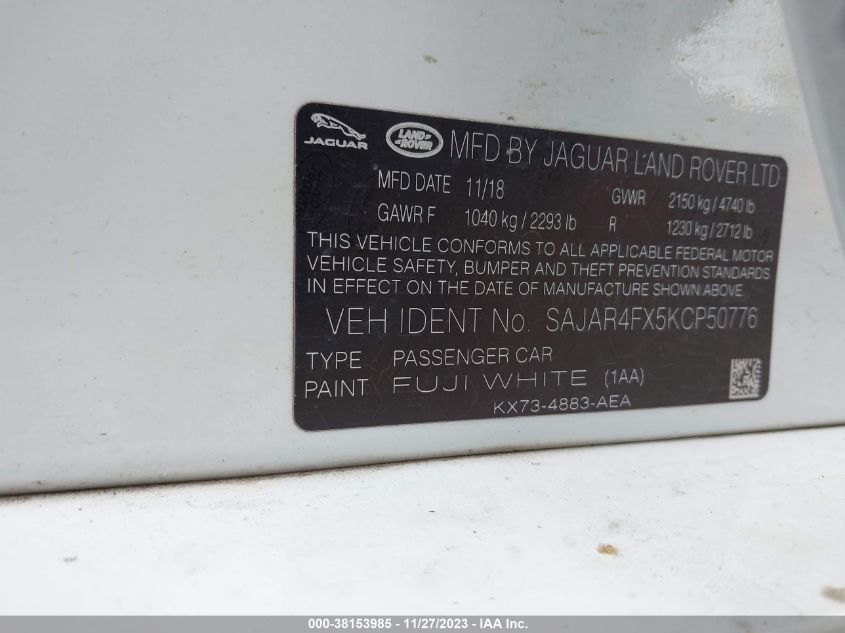 JAGUAR
LAND ROVER
MFD BY JAGUAR LAND ROVER LTD
MFD DATE 11/18 GVWR 2150 kg / 4740 lb
GAWR F 1040 kg / 2293 lb R 1230 kg / 2712 lb
THIS VEHICLE CONFORMS TO ALL APPLICABLE FEDERAL MOTOR
VEHICLE SAFETY, BUMPER AND THEFT PREVENTION STANDARDS
IN EFFECT ON THE DATE OF MANUFACTURE SHOWN ABOVE.
VEH IDENT No. SAJAR4FX5KCP50776
TYPE PASSENGER CAR
PAINT FUJI WHITE (1AA)
KX73-4883-AEA
000-38153985 - 11/27/2023 - IAA Inc.